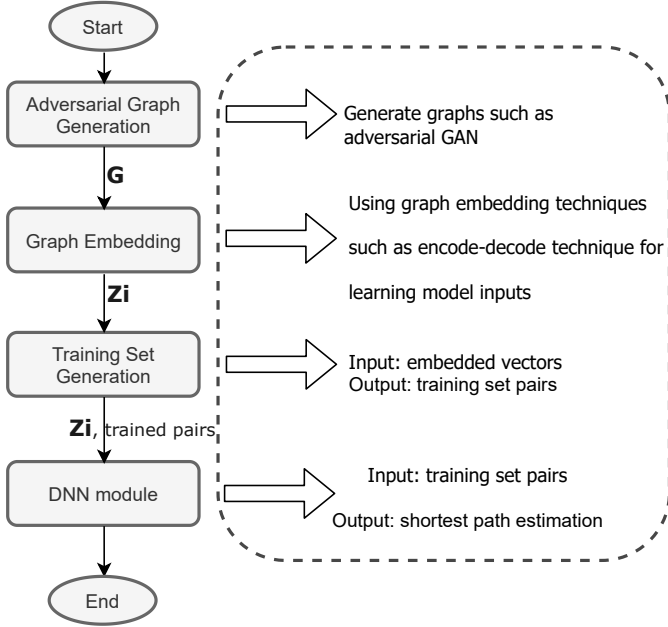 Start
Adversarial Graph
Generation
Generate graphs such as
adversarial GAN
G
Graph Embedding
Using graph embedding techniques
such as encode-decode technique for
learning model inputs
Zi
Training Set
Generation
Input: embedded vectors
Output: training set pairs
Zi, trained pairs
DNN module
Input: training set pairs
Output: shortest path estimation
End